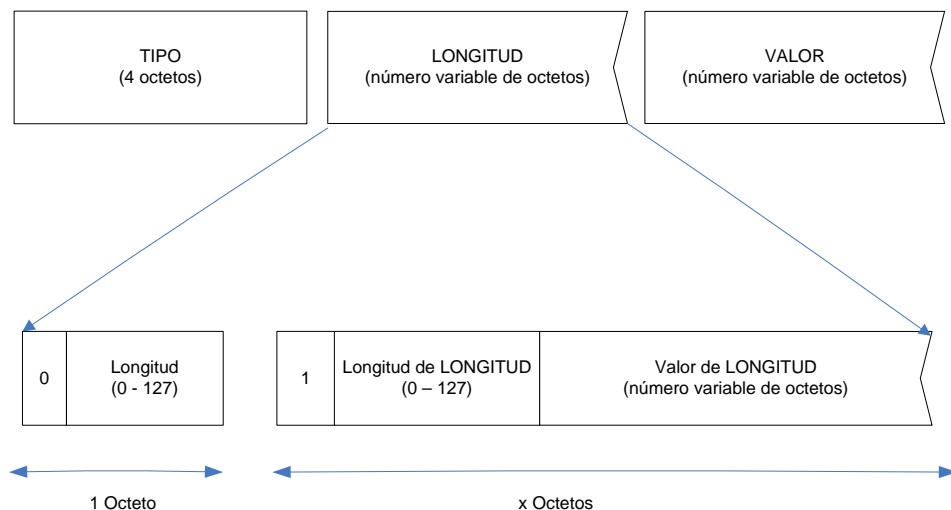 TIPO
(4 octetos)
LONGITUD
(número variable de octetos)
VALOR
(número variable de octetos)
0
Longitud
(0 - 127)
1
Longitud de LONGITUD
(0 – 127)
Valor de LONGITUD
(número variable de octetos)
1 Octeto
x Octetos